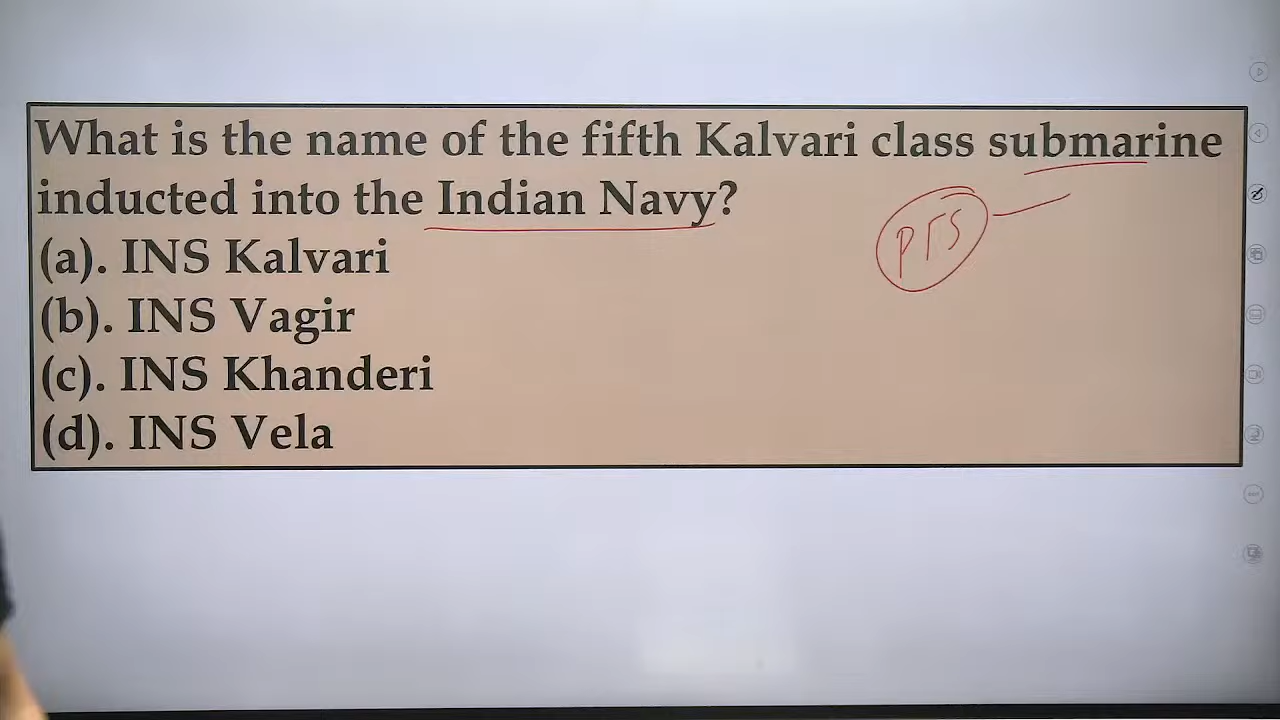 What is the name of the fifth Kalvari class submarine
inducted into the Indian Navy?
PTS
(a). INS Kalvari
(b). INS Vagir
(c). INS Khanderi
(d). INS Vela